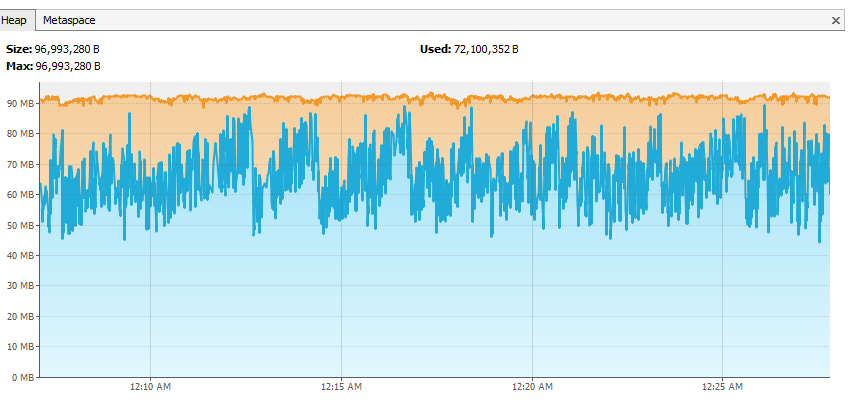 Heap Metaspace ×
Size: 96,993,280 B Used: 72,100,352 B
Max: 96,993,280 B
90 MB
80 MB
70 MB
60 MB
50 MB
40 MB
30 MB
20 MB
10 MB
0 MB
12:10 AM 12:15 AM 12:20 AM 12:25 AM